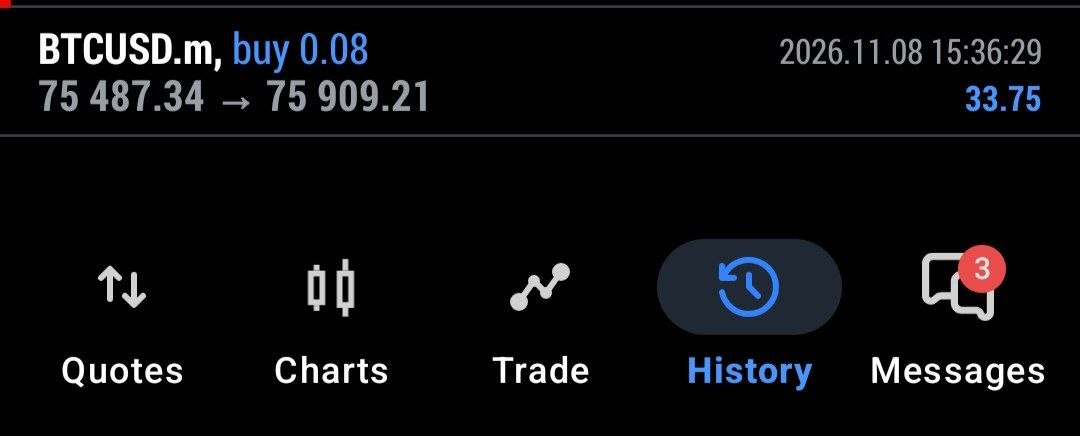 BTCUSD.m, buy 0.08 2026.11.08 15:36:29
75 487.34 → 75 909.21 33.75
3
Quotes Charts Trade History Messages